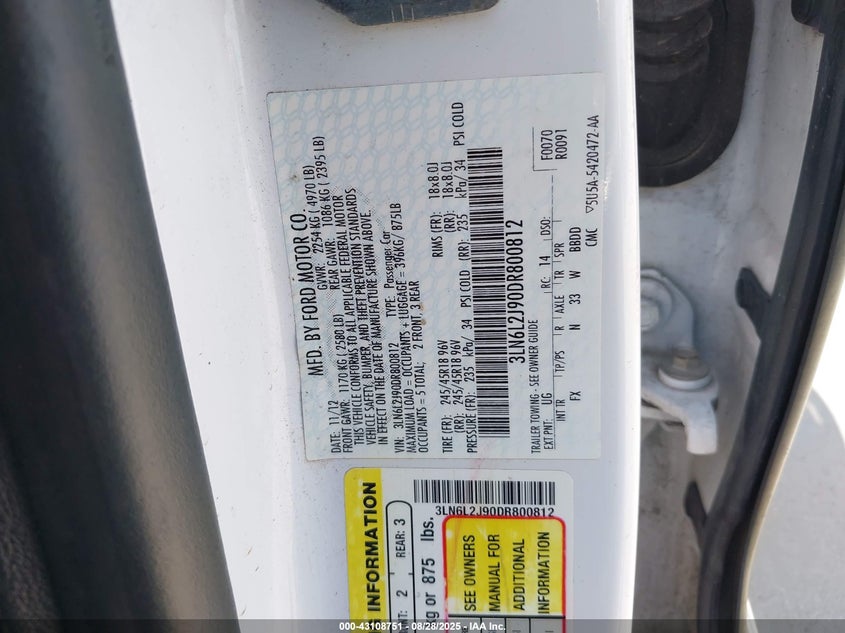 MFD. BY FORD MOTOR CO.
DATE: 11/12 GVWR: 2254 KG ( 4970 LB)
FRONT GAWR: 1170 KG ( 2580 LB) REAR GAWR: 1086 KG ( 2395 LB)
THIS VEHICLE CONFORMS TO ALL APPLICABLE FEDERAL MOTOR
VEHICLE SAFETY, BUMPER, AND THEFT PREVENTION STANDARDS
IN EFFECT ON THE DATE OF MANUFACTURE SHOWN ABOVE.
VIN: 3LN6L2J90DR800812 TYPE: Passenger Car
MAXIMUM LOAD = OCCUPANTS + LUGGAGE = 396KG/ 875LB
OCCUPANTS = 5 TOTAL: 2 FRONT, 3 REAR
TIRE (FR): 245/45R18 96V RIMS (FR): 18x8.0J
(RR): 245/45R18 96V (RR): 18x8.0J
PRESSURE (FR): 235 kPa/ 34 PSI COLD (RR): 235 kPa/ 34 PSI COLD
3LN6L2J90DR800812
TRAILER TOWING - SEE OWNER GUIDE F0070
EXT PNT: UG RC: 14 DSO: R0091
INT TR TP/PS R AXLE TR SPR
FX N 33 W BBDD
CMC ▽5U5A-5420472-AA
3LN6L2J90DR800812
INFORMATION
2 REAR: 3
or 875 lbs.
SEE OWNERS
MANUAL FOR
ADDITIONAL
INFORMATION
000-43108751 - 08/28/2025 - IAA Inc.